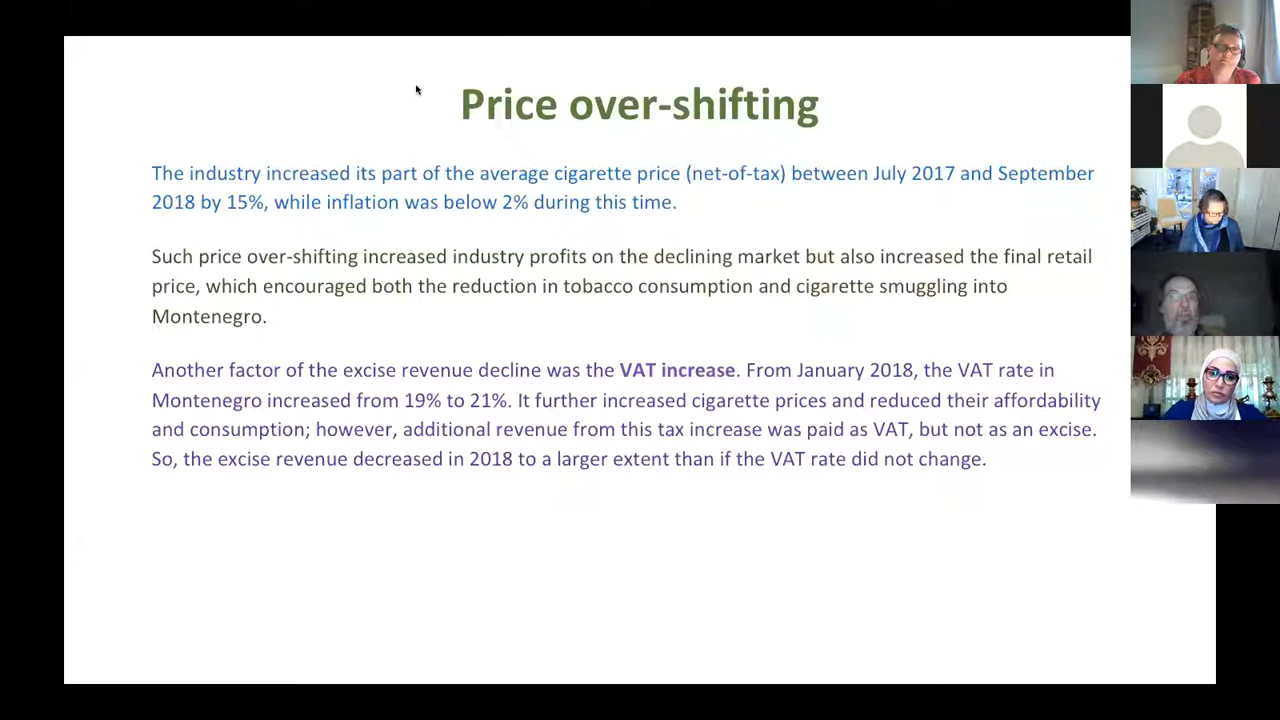 Price over-shifting
The industry increased its part of the average cigarette price (net-of-tax) between July 2017 and September
2018 by 15%, while inflation was below 2% during this time.
Such price over-shifting increased industry profits on the declining market but also increased the final retail
price, which encouraged both the reduction in tobacco consumption and cigarette smuggling into
Montenegro.
Another factor of the excise revenue decline was the VAT increase. From January 2018, the VAT rate in
Montenegro increased from 19% to 21%. It further increased cigarette prices and reduced their affordability
and consumption; however, additional revenue from this tax increase was paid as VAT, but not as an excise.
So, the excise revenue decreased in 2018 to a larger extent than if the VAT rate did not change.